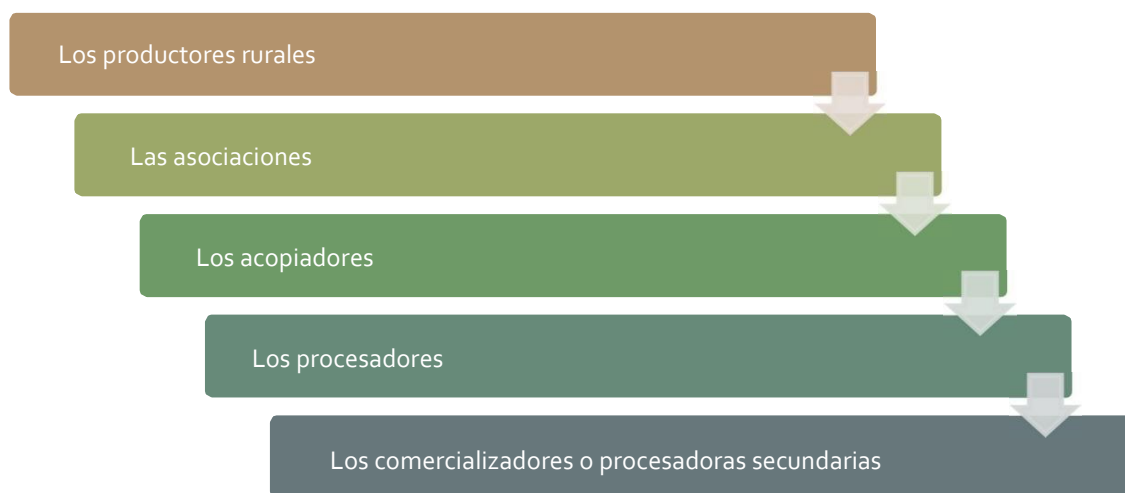 Los productores rurales
Las asociaciones
Los acopiadores
Los procesadores
Los comercializadores o procesadoras secundarias